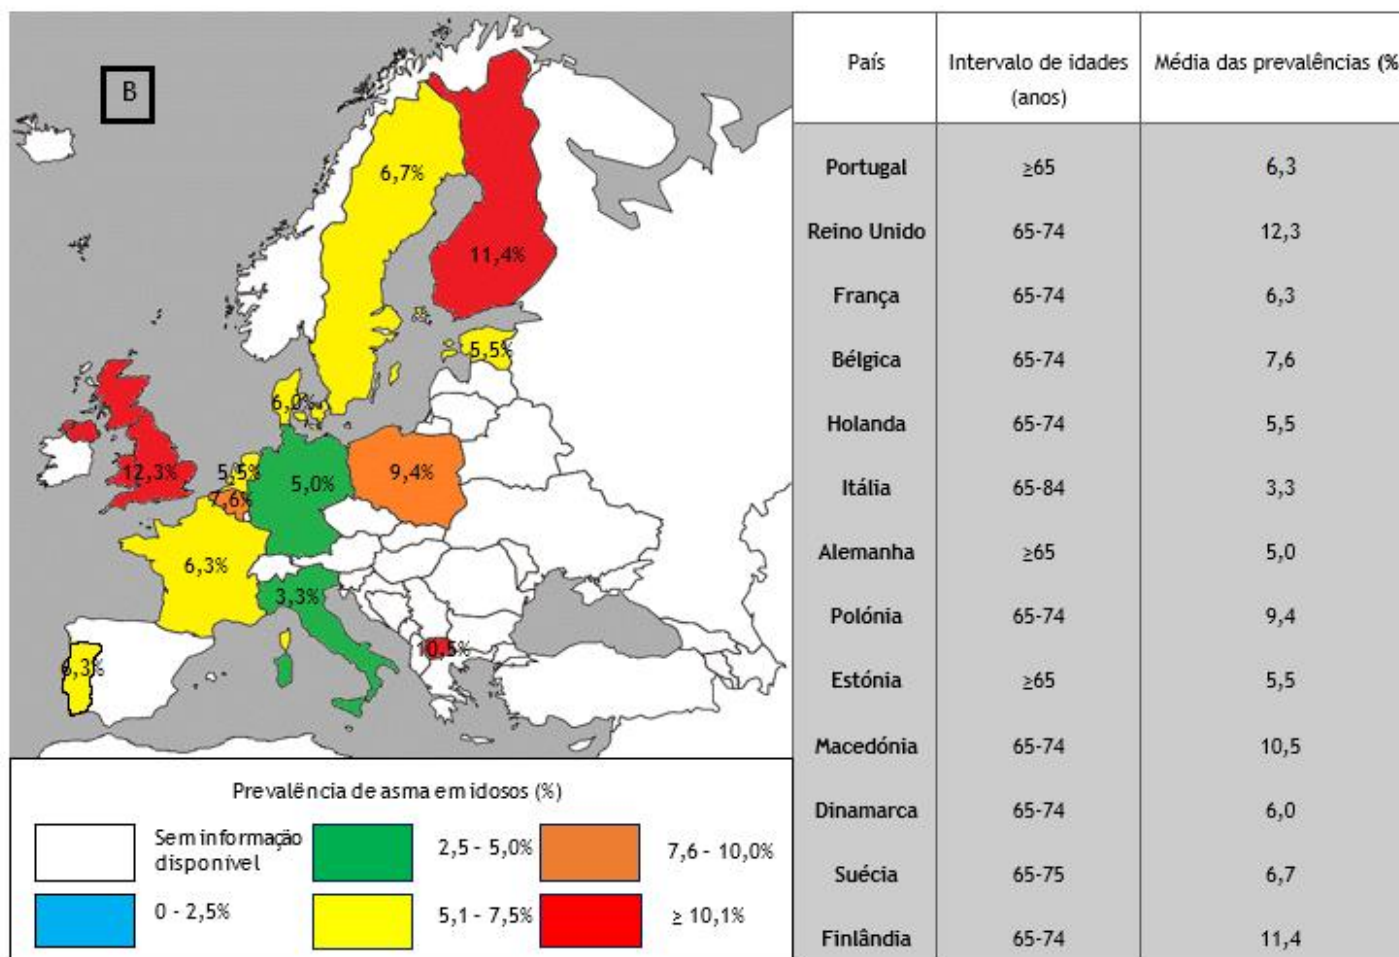 B
6,7%
11,4%
5,5%
6,0%
12,3%
5,5%
7,6%
5,0%
9,4%
6,3%
3,3%
10,5%
6,3%
Prevalência de asma em idosos (%)
Sem informação
disponível
2,5 - 5,0%
7,6 - 10,0%
0 - 2,5%
5,1 - 7,5%
≥ 10,1%
País Intervalo de idades Média das prevalências (%
(anos)
Portugal ≥65 6,3
Reino Unido 65-74 12,3
França 65-74 6,3
Bélgica 65-74 7,6
Holanda 65-74 5,5
Itália 65-84 3,3
Alemanha ≥65 5,0
Polónia 65-74 9,4
Estónia ≥65 5,5
Macedónia 65-74 10,5
Dinamarca 65-74 6,0
Suécia 65-75 6,7
Finlândia 65-74 11,4